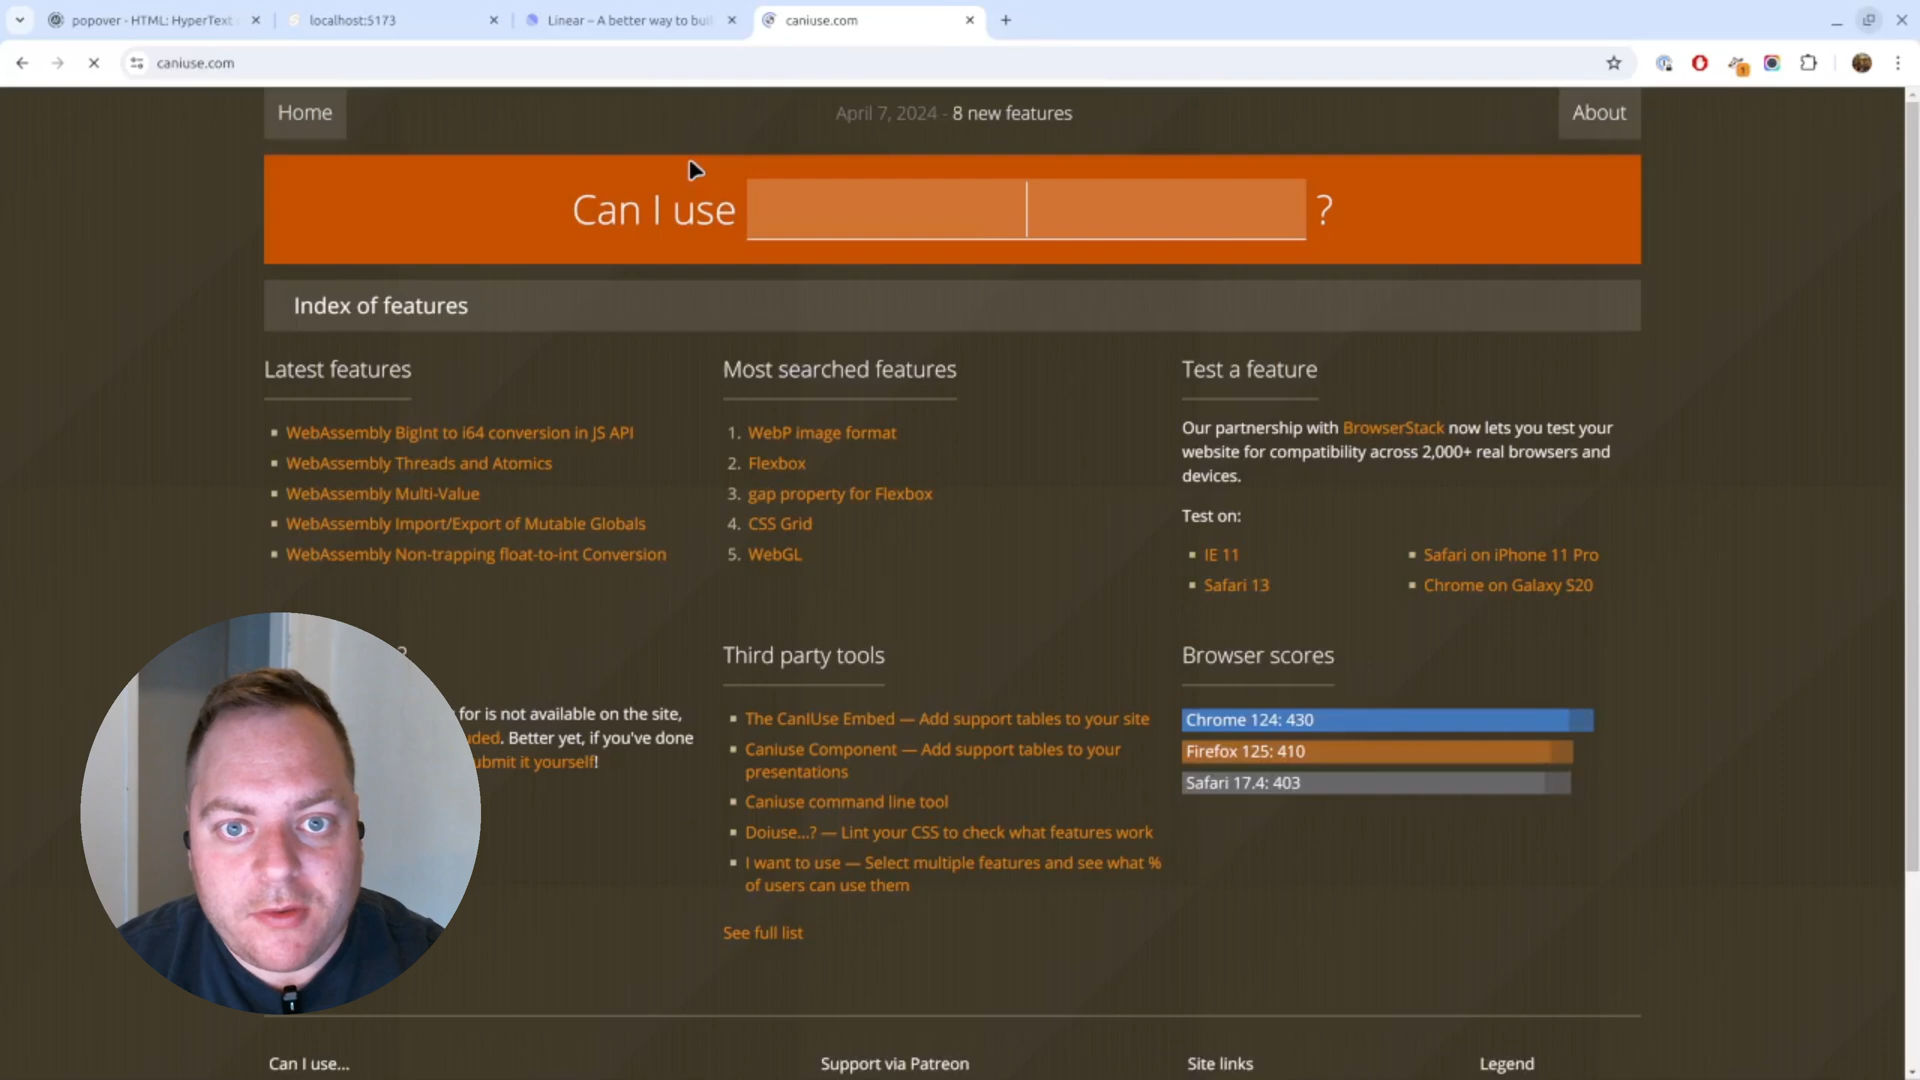 popover - HTML: HyperText
localhost:5173
Linear – A better way to bui
caniuse.com
caniuse.com
Home
April 7, 2024 - 8 new features
About
Can I use ?
Index of features
Latest features
WebAssembly BigInt to i64 conversion in JS API
WebAssembly Threads and Atomics
WebAssembly Multi-Value
WebAssembly Import/Export of Mutable Globals
WebAssembly Non-trapping float-to-int Conversion
Most searched features
1. WebP image format
2. Flexbox
3. gap property for Flexbox
4. CSS Grid
5. WebGL
Test a feature
Our partnership with BrowserStack now lets you test your
website for compatibility across 2,000+ real browsers and
devices.
Test on:
IE 11
Safari 13
Safari on iPhone 11 Pro
Chrome on Galaxy S20
?
for is not available on the site,
uded. Better yet, if you've done
ubmit it yourself!
Third party tools
The CanIUse Embed — Add support tables to your site
Caniuse Component — Add support tables to your
presentations
Caniuse command line tool
Doiuse...? — Lint your CSS to check what features work
I want to use — Select multiple features and see what %
of users can use them
See full list
Browser scores
Chrome 124: 430
Firefox 125: 410
Safari 17.4: 403
Can I use...
Support via Patreon
Site links
Legend